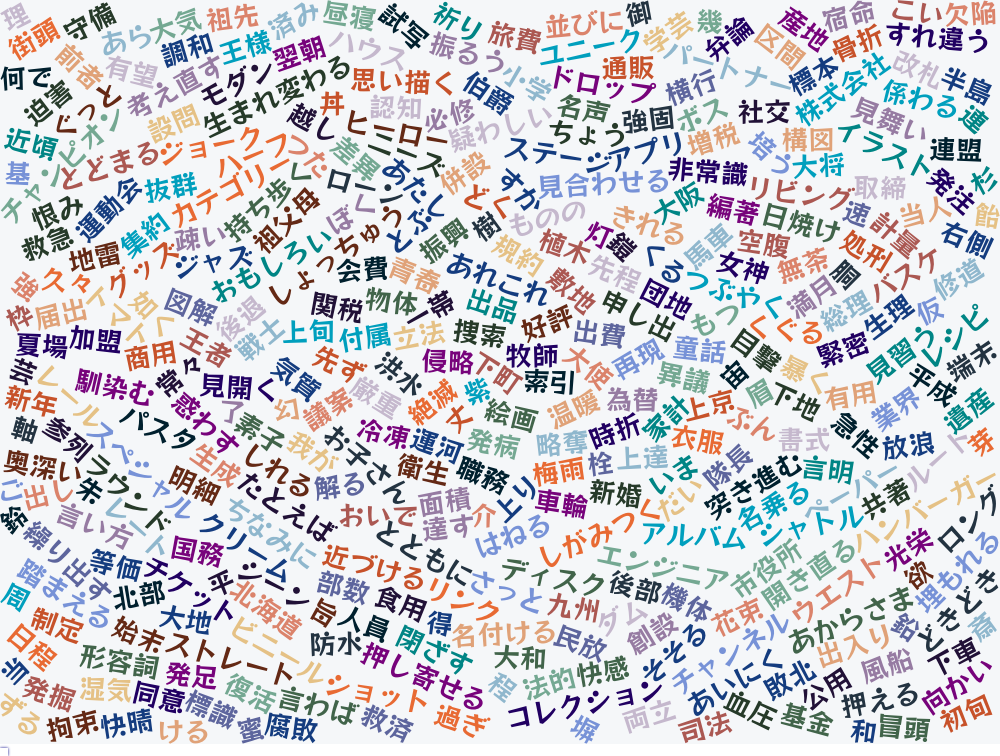 理
街頭
守備
あら
大気
祖先
済み
昼寝
試写
祈り
旅費
並びに
御
幾
学芸
弁論
産地
宿命
骨折
こい
欠陥
すれ違う
前者
有望
調和
王様
翌朝
ハウス
振るう
ユニーク
パートナー
区間
標本
改札
半島
何で
迫害
ぐっと
考え直す
モダン
生まれ変わる
思い描く
伯爵
小学
ドロップ
通販
横行
株式会社
係わる
連盟
近頃
ピオン
設問
丼
認知
必修
疑わしい
名声
ちょう
強固
ボス
社交
見舞い
基
とどまる
ジョーク
越し
ヒーロー
差異
併設
ステージ
アプリ
増税
培う
構図
大将
イラスト
チャン
恨み
運動会
抜群
ハーフ
カテゴリー
ローン
あたし
見合わせる
非常識
リビング
取締
発注
杉
救急
地雷
集約
疎い
持ち歩く
祖父母
どく
ものの
きれる
大阪
編著
日焼け
速
計量
当人
飴
右側
強
久々
グッズ
ジャズ
おもしろい
しょっちゅう
振興
樹
規約
植木
灯
鎧
くるくる
馬車
空腹
処刑
バスケ
枠
届出
図解
後退
会費
青春
あれこれ
敷地
先程
団地
女神
つぶやく
無茶
満月
胴
総理
修道
夏場
加盟
商用
王者
戦士
上旬
関税
物体
付属
一帯
立法
出品
捜索
好評
申し出
出費
もつ
くぐる
目撃
緊密
生理
仮
見習う
レシピ
芸
馴染む
常々
見開く
気質
先ず
洪水
侵略
下町
牧師
索引
大使
再現
童話
異議
宙
暴く
平成
端末
新年
惑わす
了
幻
議案
厳重
絶滅
紫
女
絵画
温暖
為替
家計
上京
眉
下地
有用
業界
遺産
軸
参列
パスタ
素子
我が
お子さん
冷凍
運河
発病
略奪
時折
衣服
ぶん
書式
急性
放浪
芽
奥深い
スペシャル
生成
しれる
解る
衛生
職務
梅雨
栓
上達
いま
隊長
突き進む
言明
ルート
ご
出し
朱
ラウンド
明細
たとえば
面積
車輪
新婚
だい
名乗る
ペーパー
共著
ハンバーガー
鈴
言い方
クリーム
ちなみに
おいで
達す
介
はねる
しがみつく
アルバム
シャトル
ロング
繰り出す
等価
国務
近づける
ともに
エンジニア
市役所
開き直る
光栄
踏まえる
チケット
平
部数
リンク
さっと
ディスク
後部
機体
ウエスト
欲
埋もれる
周
制定
北部
大地
北海道
旨
人員
食用
得
九州
ダム
花束
あからさま
どきどき
日程
始末
ストレート
ビニール
防水
閉ざす
名付ける
民放
創設
チャンネル
出入り
斎
形容詞
発足
押し寄せる
大和
そそる
あいにく
風船
下車
発掘
湿気
同意
標識
復活
言わば
ショット
程
法的
快感
コレクション
敗北
公用
押える
向かい
ずる
拘束
快晴
ける
蜜
腐敗
救済
過ぎ
塀
両立
司法
血圧
基金
和
冒頭
初旬